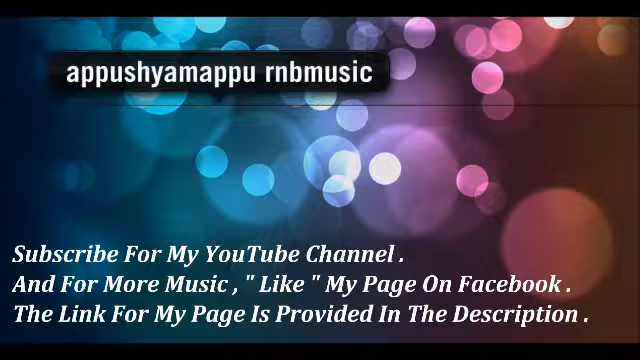 appushyamappu rnbmusic
Subscribe For My YouTube Channel .
And For More Music , " Like " My Page On Facebook .
The Link For My Page Is Provided In The Description .